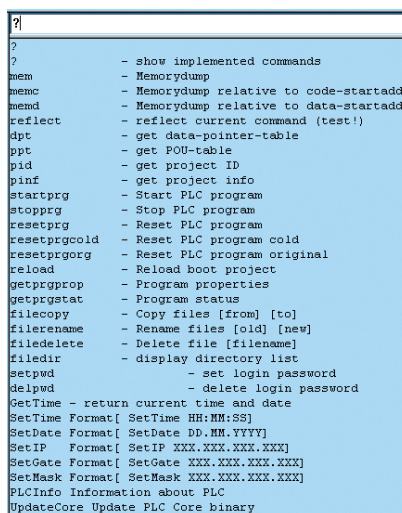 ?
?
? - show implemented commands
mem - Memorydump
memc - Memorydump relative to code-startadd
memd - Memorydump relative to data-startadd
reflect - reflect current command (test!)
dpt - get data-pointer-table
ppt - get POU-table
pid - get project ID
pinf - get project info
startprg - Start PLC program
stopprg - Stop PLC program
resetprg - Reset PLC program
resetprgcold - Reset PLC program cold
resetprgorg - Reset PLC program original
reload - Reload boot project
getprgprop - Program properties
getprgstat - Program status
filecopy - Copy files [from] [to]
filerename - Rename files [old] [new]
filedelete - Delete file [filename]
filedir - display directory list
setpwd - set login password
delpwd - delete login password
GetTime - return current time and date
SetTime Format[ SetTime HH:MM:SS]
SetDate Format[ SetDate DD.MM.YYYY]
SetIP Format[ SetIP XXX.XXX.XXX.XXX]
SetGate Format[ SetGate XXX.XXX.XXX.XXX]
SetMask Format[ SetMask XXX.XXX.XXX.XXX]
PLCInfo Information about PLC
UpdateCore Update PLC Core binary